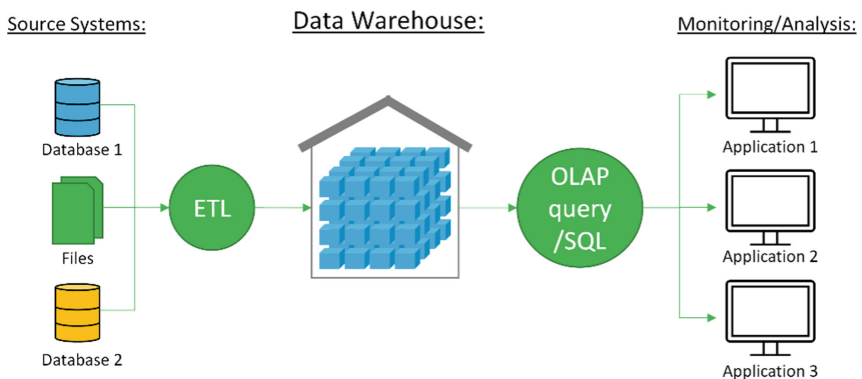 Source Systems:
Data Warehouse:
Monitoring/Analysis:
Database 1
Files
Database 2
ETL
OLAP
query
/SQL
Application 1
Application 2
Application 3